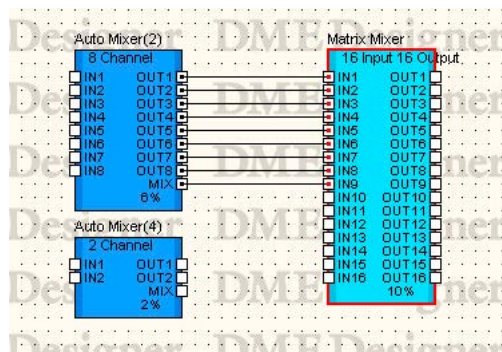 Auto Mixer(2)
8 Channel
IN1 OUT1
IN2 OUT2
IN3 OUT3
IN4 OUT4
IN5 OUT5
IN6 OUT6
IN7 OUT7
IN8 OUT8
MIX
6%
Auto Mixer(4)
2 Channel
IN1 OUT1
IN2 OUT2
MIX
2%
Matrix Mixer
16 Input 16 Output
IN1 OUT1
IN2 OUT2
IN3 OUT3
IN4 OUT4
IN5 OUT5
IN6 OUT6
IN7 OUT7
IN8 OUT8
IN9 OUT9
IN10 OUT10
IN11 OUT11
IN12 OUT12
IN13 OUT13
IN14 OUT14
IN15 OUT15
IN16 OUT16
10%
DME Designer